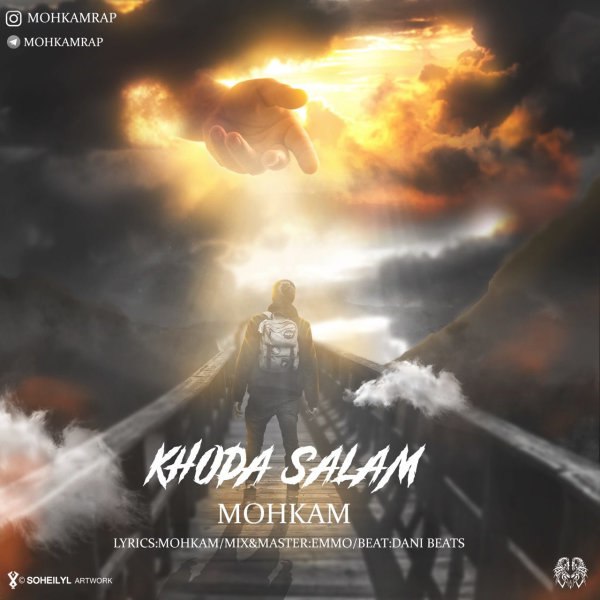 MOHKAMRAP
MOHKAMRAP
KHODA SALAM
MOHKAM
LYRICS:MOHKAM/MIX&MASTER:EMMO/BEAT:DANI BEATS
© SOHEILYL ARTWORK